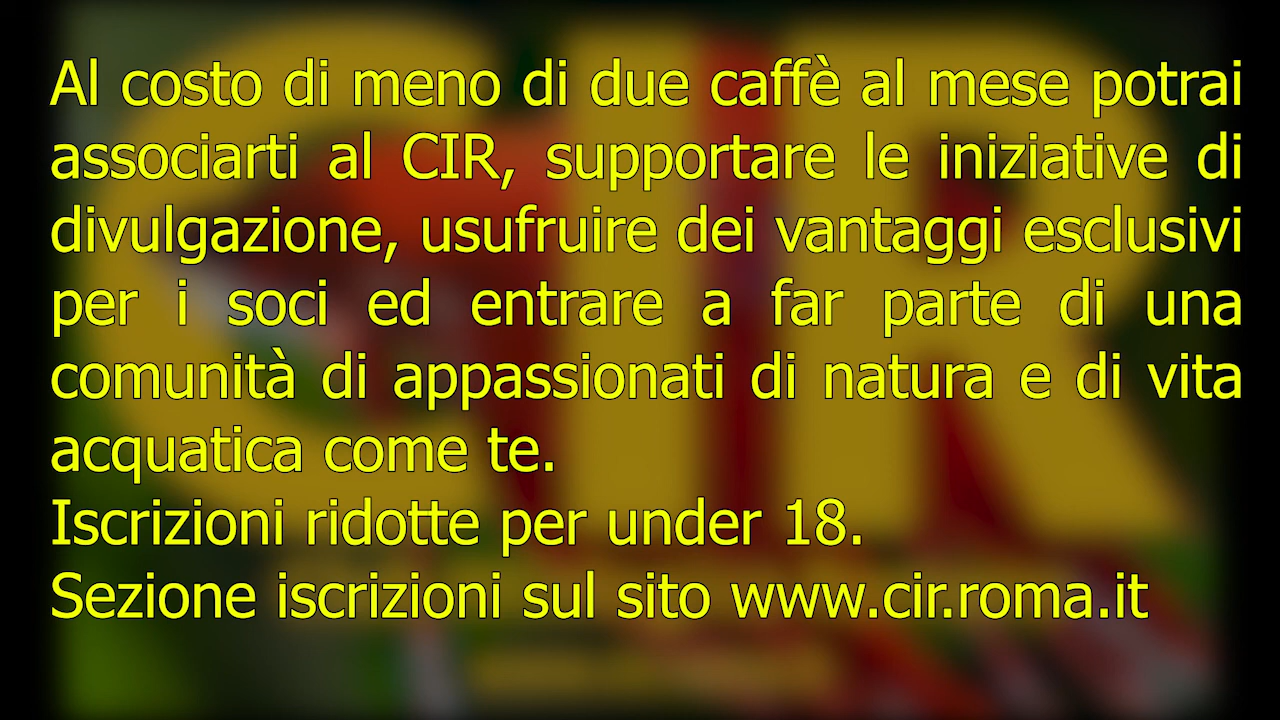 Al costo di meno di due caffè al mese potrai
associarti al CIR, supportare le iniziative di
divulgazione, usufruire dei vantaggi esclusivi
per i soci ed entrare a far parte di una
comunità di appassionati di natura e di vita
acquatica come te.
Iscrizioni ridotte per under 18.
Sezione iscrizioni sul sito www.cir.roma.it
CIR